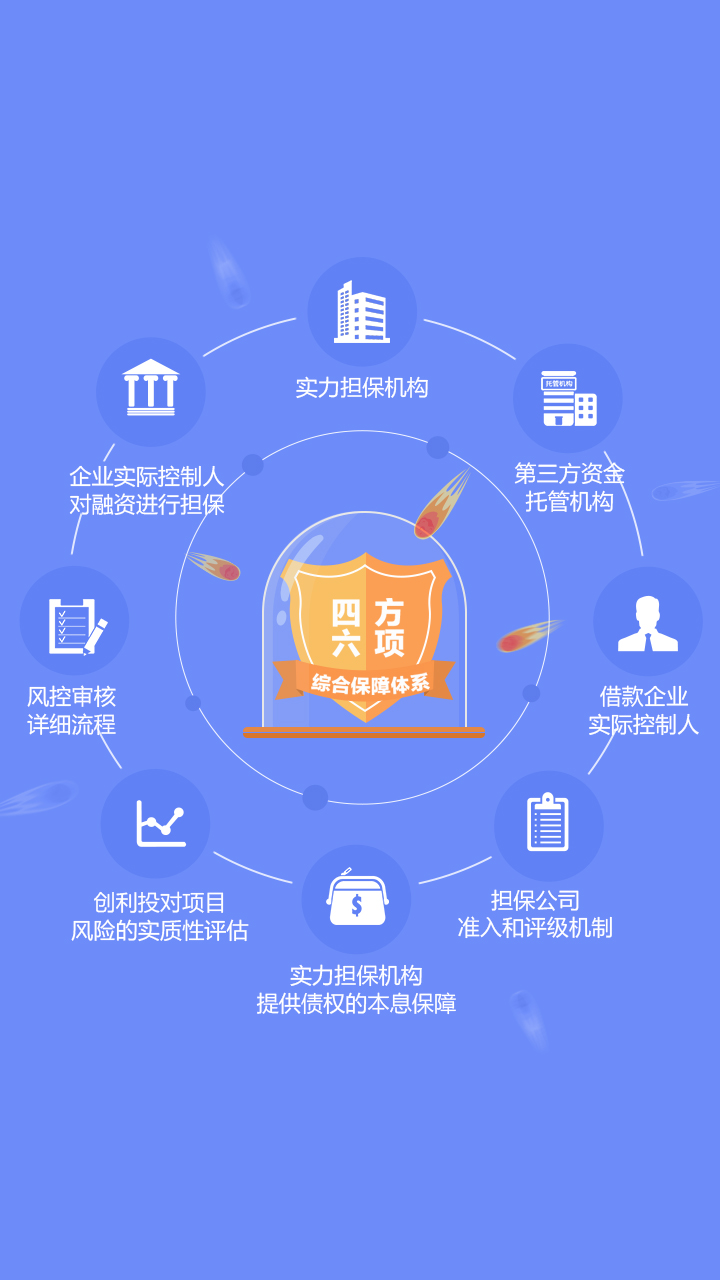 实力担保机构
托管机构
第三方资金
托管机构
企业实际控制人
对融资进行担保
四方
六项
综合保障体系
风控审核
详细流程
借款企业
实际控制人
创利投对项目
风险的实质性评估
担保公司
准入和评级机制
$
实力担保机构
提供债权的本息保障